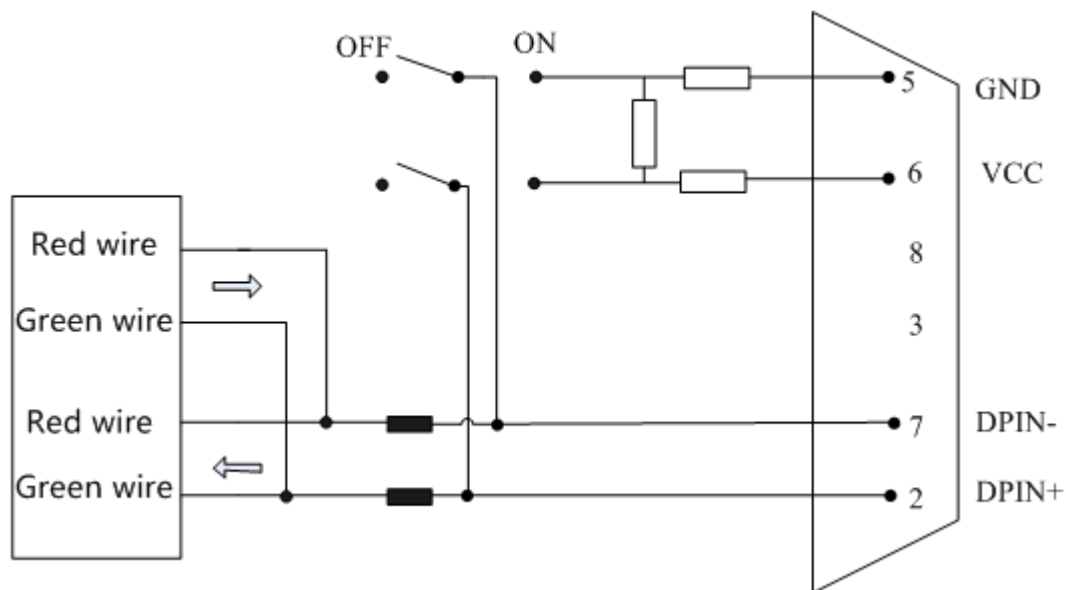 OFF
ON
5
GND
6
VCC
Red wire
8
Green wire
3
Red wire
7
DPIN-
Green wire
2
DPIN+